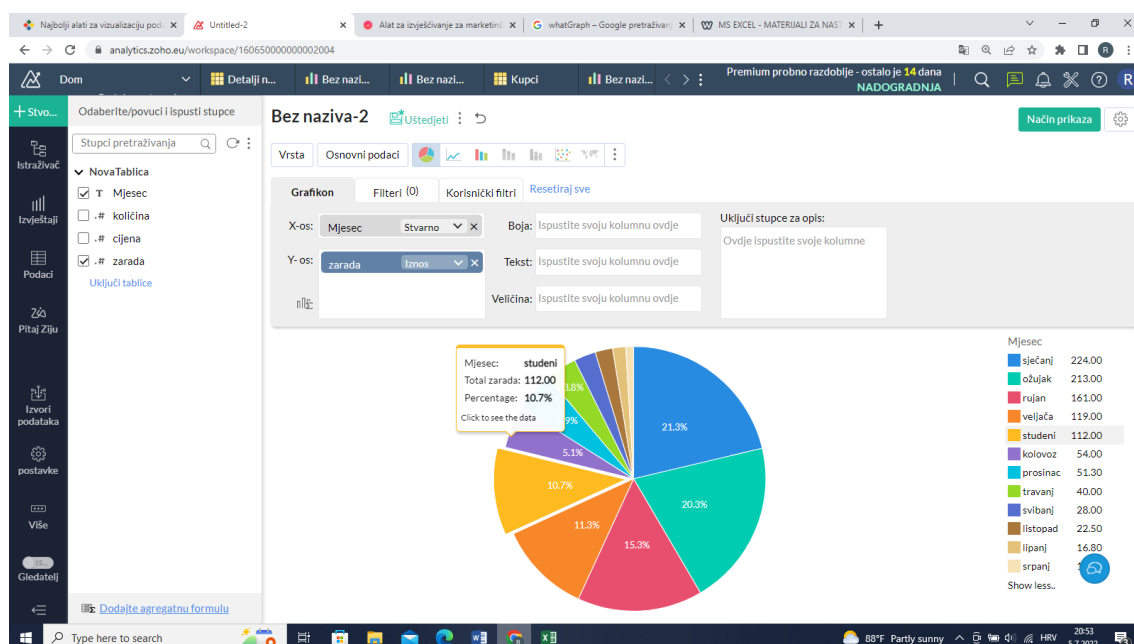 Najbolji alati za vizualizaciju poda
Untitled-2
Alat za izvješčivanje za marketin
whatGraph – Google pretraživan
MS EXCEL - MATERIJALI ZA NAST
analytics.zoho.eu/workspace/160650000000002004
Dom
Detalji n...
Bez nazi...
Bez nazi...
Kupci
Bez nazi...
Premium probno razdoblje - ostalo je 14 dana
NADOGRADNJA
R
+ Stvo...
Odaberite/povuci i ispusti stupce
Bez naziva-2
Uštedjeti
Način prikaza
Istraživač
Izvještaji
Podaci
Pitaj Ziju
Izvori podataka
postavke
Više
Gledatelj
Stupci pretraživanja
NovaTablica
T Mjesec
.# količina
.# cijena
.# zarada
Uključi tablice
Dodajte agregatnu formulu
Vrsta
Osnovni podaci
Grafikon
Filteri (0)
Korisnički filtri
Resetiraj sve
X-os:
Mjesec
Stvarno
Boja:
Ispustite svoju kolumnu ovdje
Uključi stupce za opis:
Ovdje ispustite svoje kolumne
Y- os:
zarada
Iznos
Tekst:
Ispustite svoju kolumnu ovdje
Veličina:
Ispustite svoju kolumnu ovdje
Mjesec: studeni
Total zarada: 112.00
Percentage: 10.7%
Click to see the data
3.8%
9%
5.1%
10.7%
11.3%
15.3%
20.3%
21.3%
Mjesec
sječanj 224.00
ožujak 213.00
rujan 161.00
veljača 119.00
studeni 112.00
kolovoz 54.00
prosinac 51.30
travanj 40.00
svibanj 28.00
listopad 22.50
lipanj 16.80
srpanj
Show less..
Type here to search
88°F Partly sunny
HRV
20:53
5.7.2022.